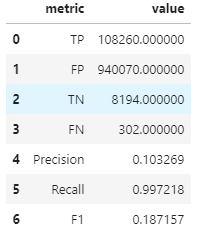 metric value
0 TP 108260.000000
1 FP 940070.000000
2 TN 8194.000000
3 FN 302.000000
4 Precision 0.103269
5 Recall 0.997218
6 F1 0.187157